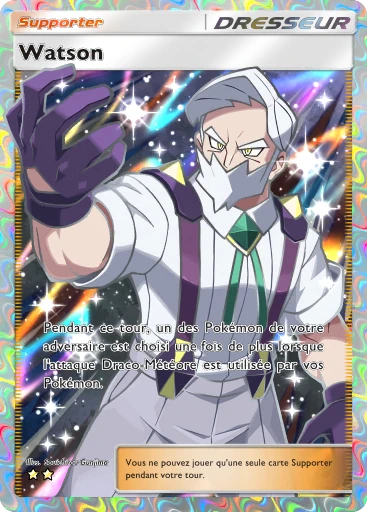 Supporter
DRESSEUR
Watson
Pendant ce tour, un des Pokémon de votre
adversaire est choisi une fois de plus lorsque
l'attaque Draco-Météore est utilisée par vos
Pokémon.
Illus.
Vous ne pouvez jouer qu'une seule carte Supporter
pendant votre tour.